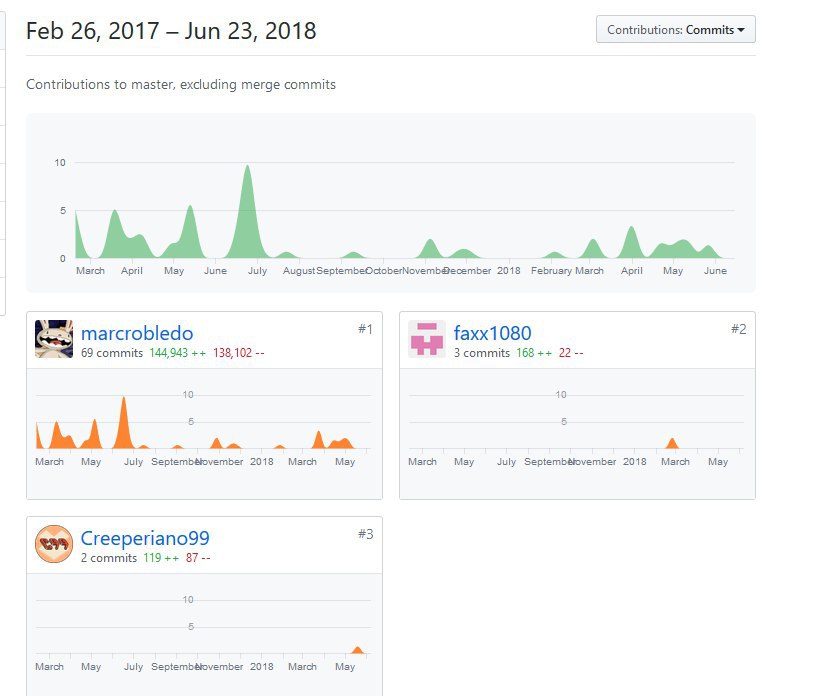 Feb 26, 2017 – Jun 23, 2018
Contributions: Commits
Contributions to master, excluding merge commits
10
5
0
March April May June July August September October November December 2018 February March April May June
marcrobledo #1
69 commits 144,943 ++ 138,102 --
10
5
March May July September November 2018 March May
faxx1080 #2
3 commits 168 ++ 22 --
10
5
March May July September November 2018 March May
Creeperiano99 #3
2 commits 119 ++ 87 --
10
5
March May July September November 2018 March May